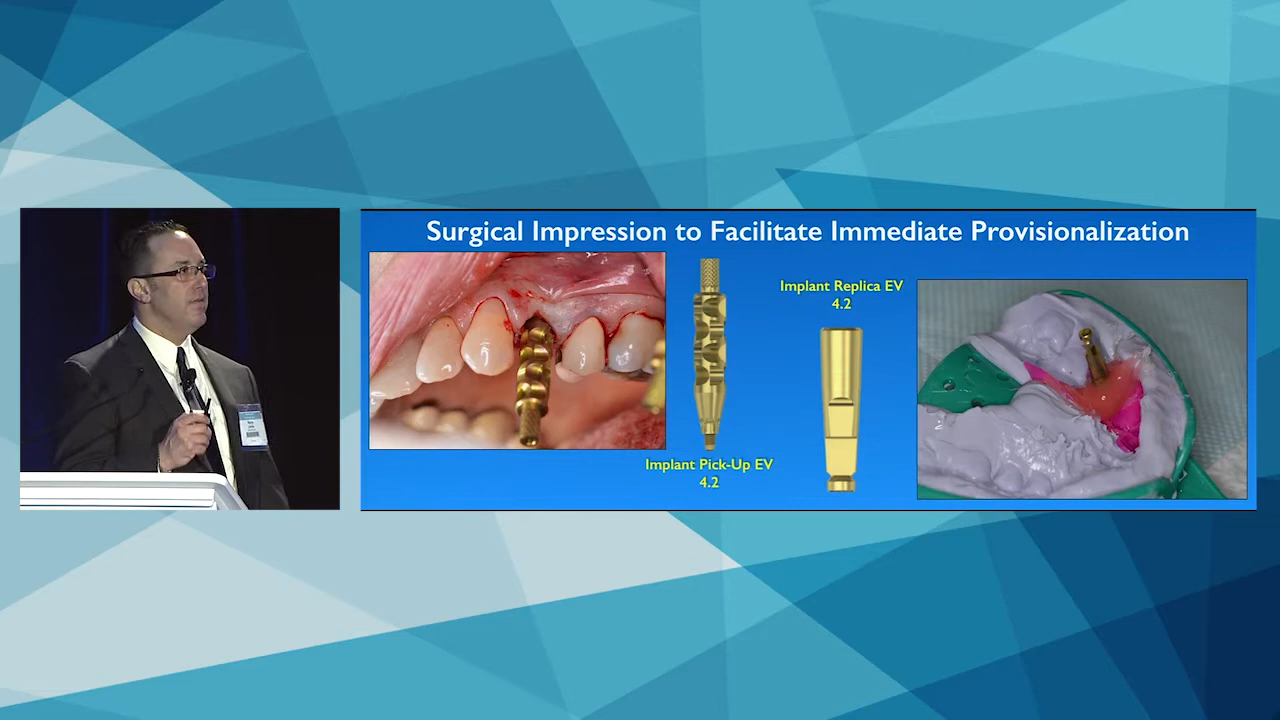 Surgical Impression to Facilitate Immediate Provisionalization
Implant Replica EV
4.2
Implant Pick-Up EV
4.2